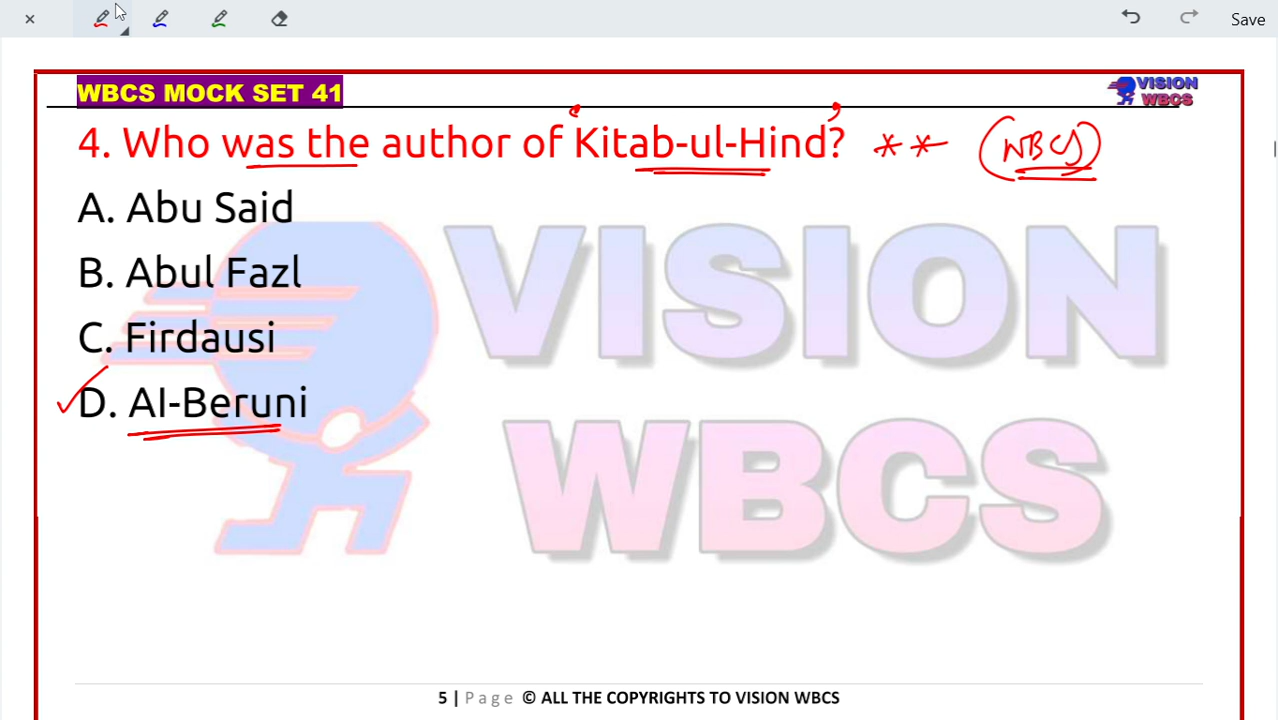 Save
WBCS MOCK SET 41
VISION
WBCS
4. Who was the author of 'Kitab-ul-Hind'? ** (WBCS)
A. Abu Said
B. Abul Fazl
C. Firdausi
D. Al-Beruni
VISION
WBCS
5 | Page © ALL THE COPYRIGHTS TO VISION WBCS